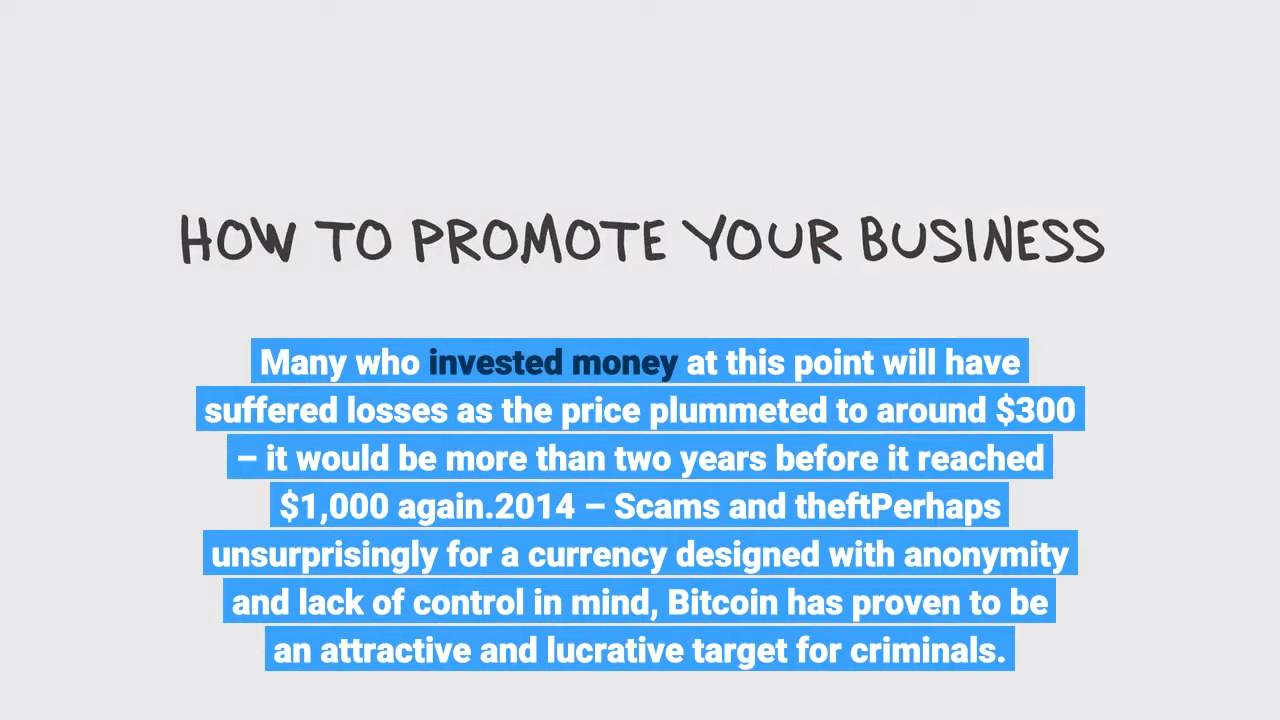 HOW TO PROMOTE YOUR BUSINESS
Many who invested money at this point will have
suffered losses as the price plummeted to around $300
– it would be more than two years before it reached
$1,000 again.2014 – Scams and theftPerhaps
unsurprisingly for a currency designed with anonymity
and lack of control in mind, Bitcoin has proven to be
an attractive and lucrative target for criminals.